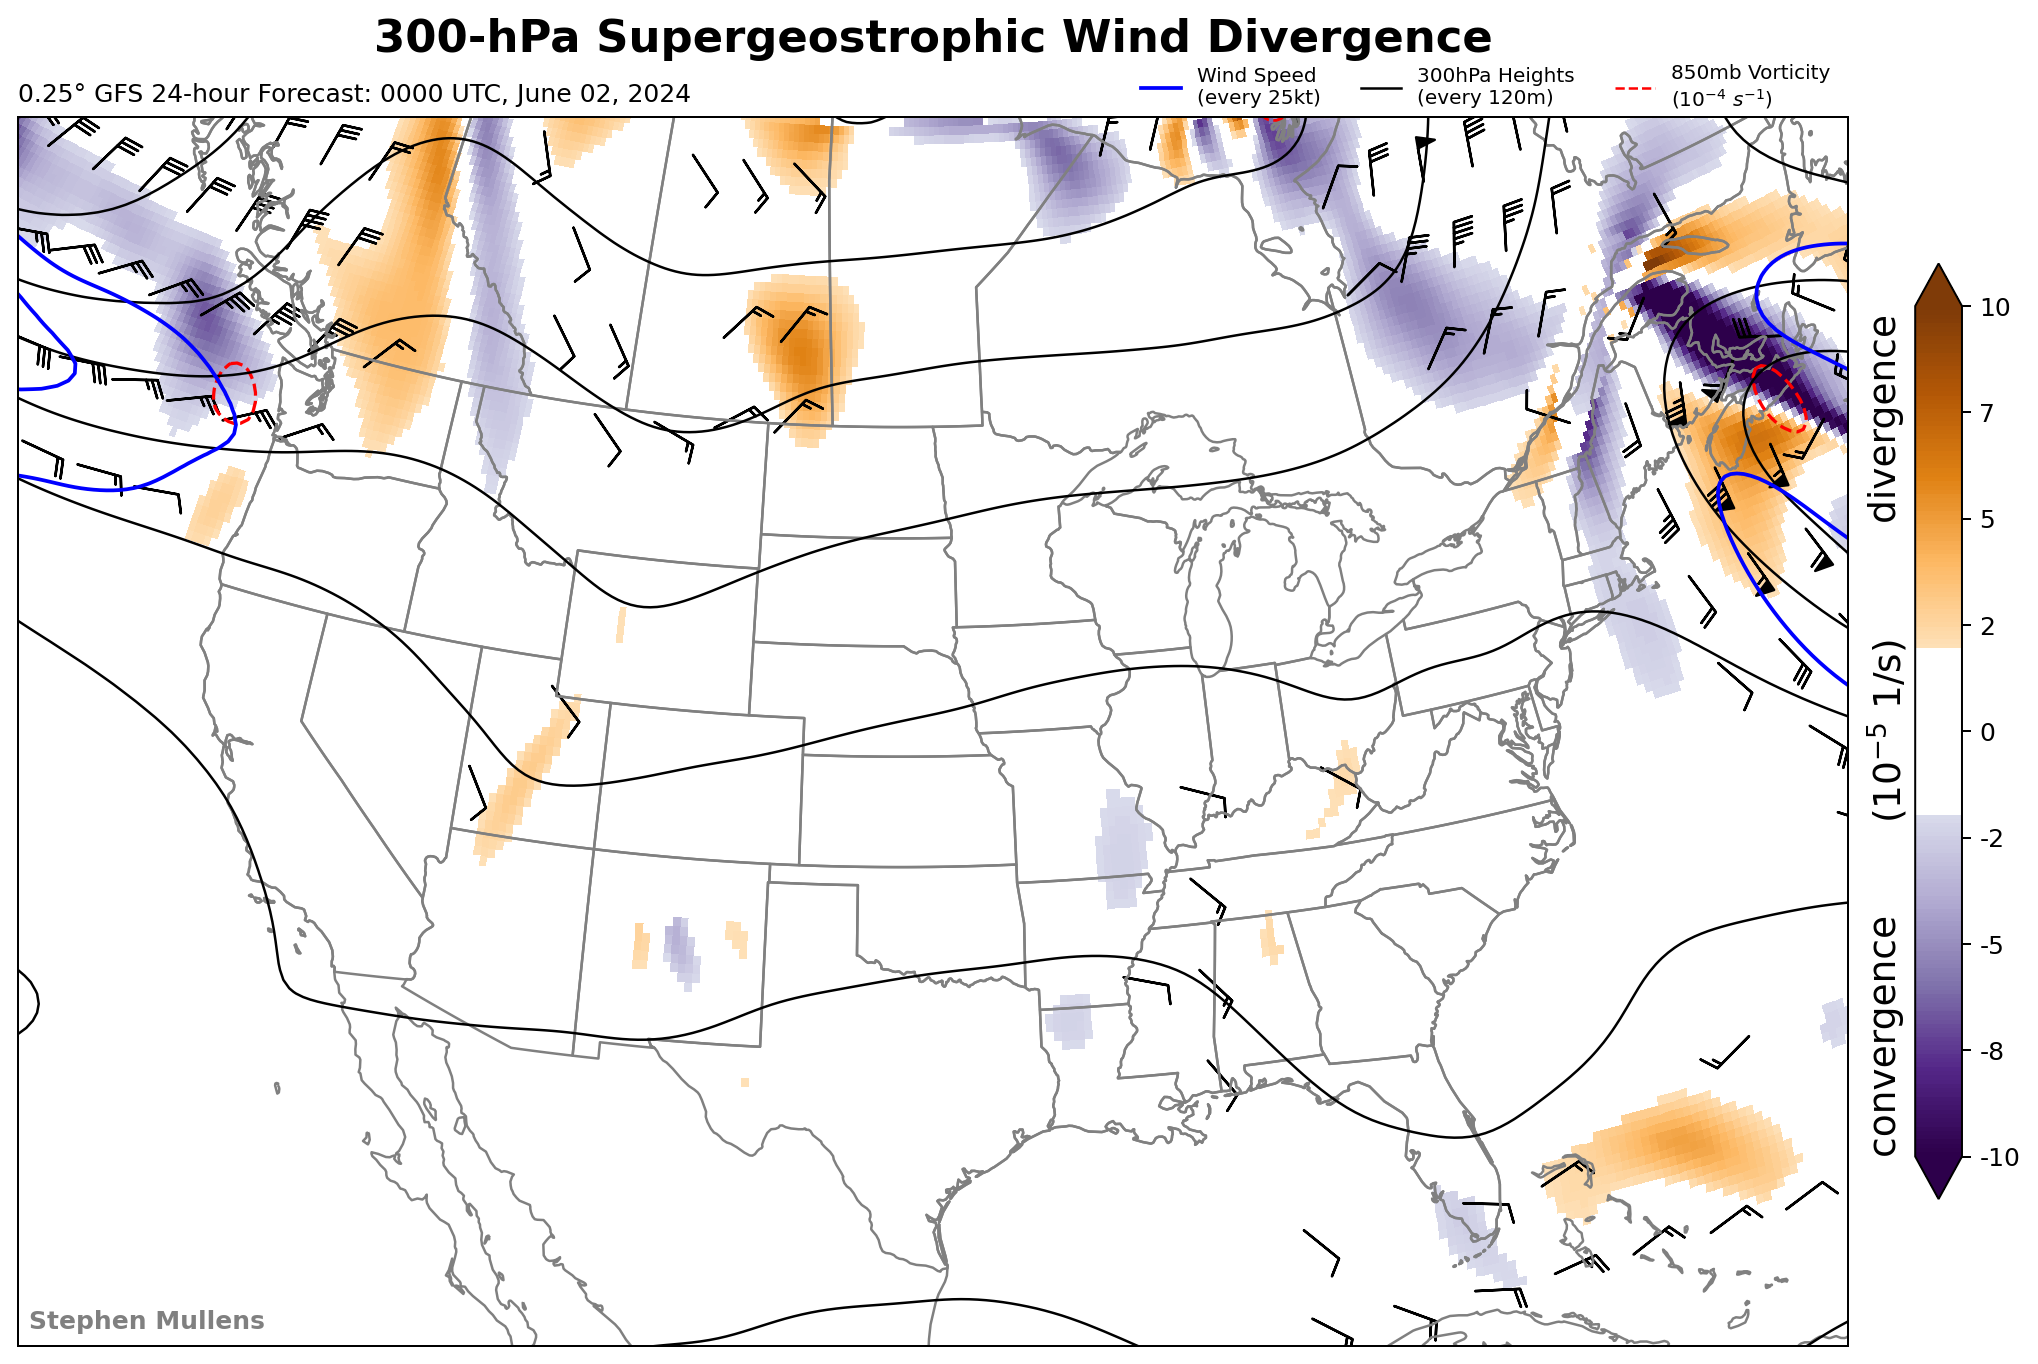 300-hPa Supergeostrophic Wind Divergence
0.25° GFS 24-hour Forecast: 0000 UTC, June 02, 2024
Wind Speed
(every 25kt)
300hPa Heights
(every 120m)
850mb Vorticity
(10⁻⁴ s⁻¹)
10
7
5
2
0
-2
-5
-8
-10
convergence (10⁻⁵ 1/s) divergence
Stephen Mullens